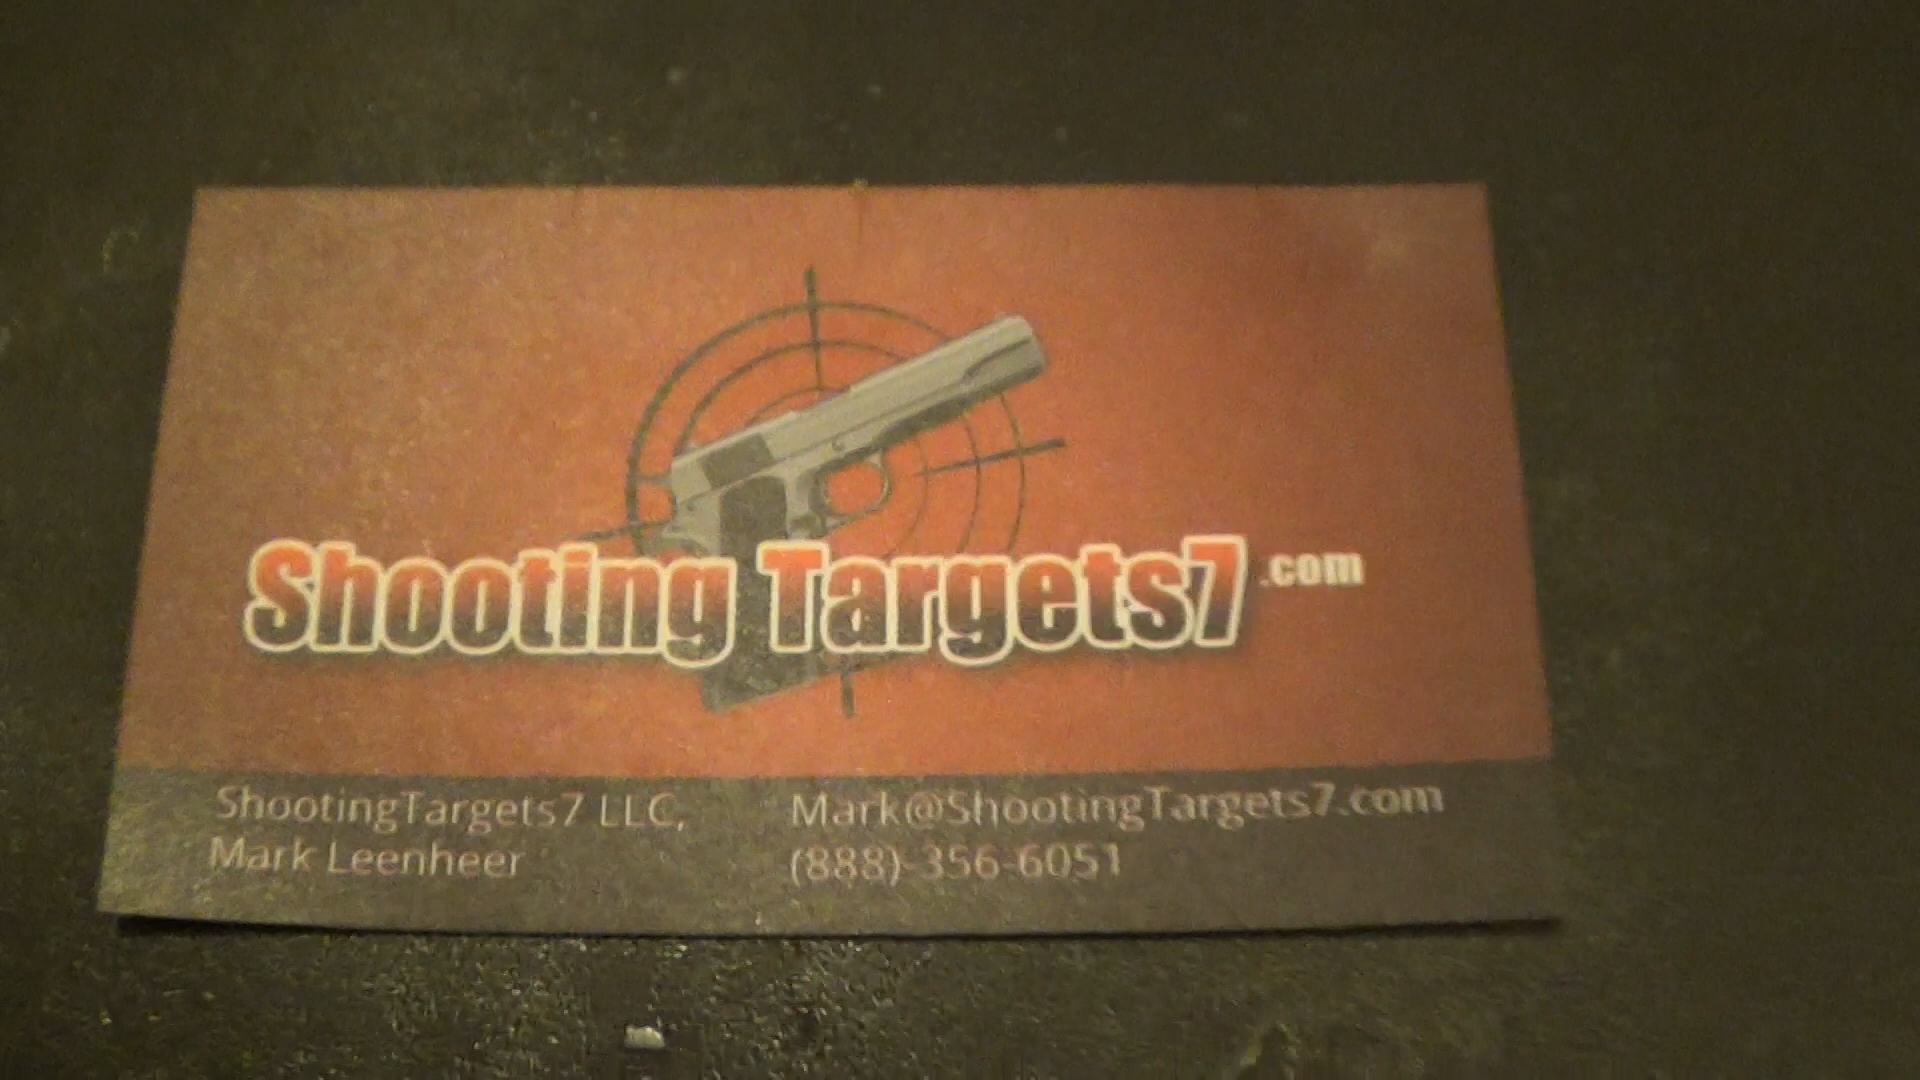 Shooting Targets7.com
ShootingTargets7 LLC,
Mark Leenheer
Mark@ShootingTargets7.com
(888)-356-6051